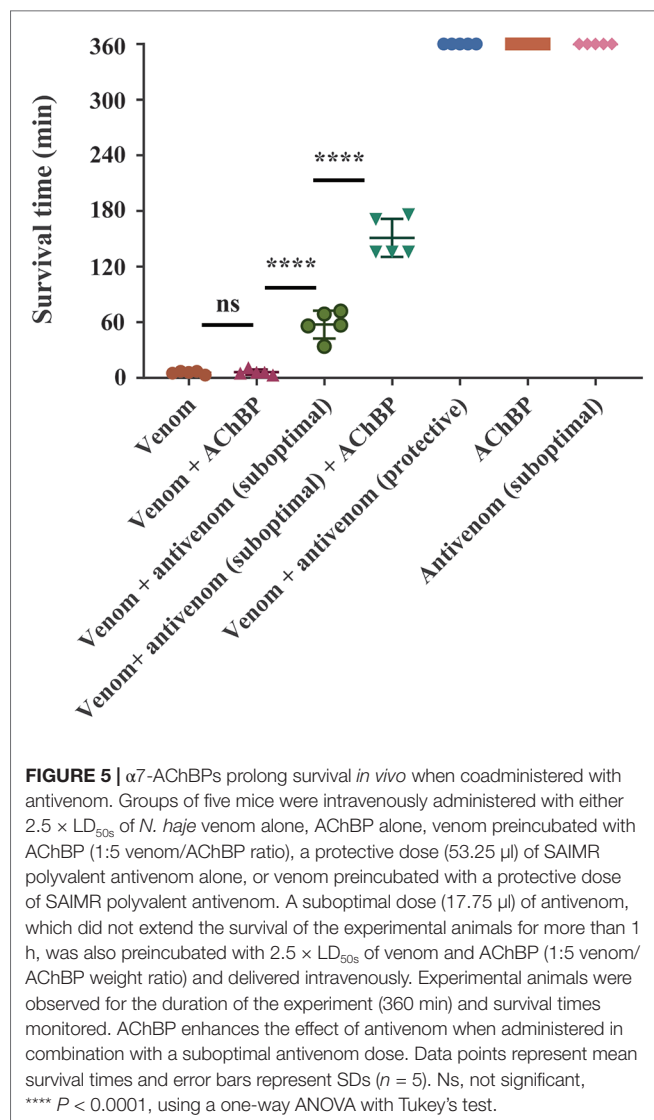 360
300
240
180
120
60
0
Survival time (min)
ns
****
****
Venom
Venom + AChBP
Venom + antivenom (suboptimal)
Venom+ antivenom (suboptimal) + AChBP
Venom + antivenom (protective)
AChBP
Antivenom (suboptimal)
FIGURE 5 | α7-AChBPs prolong survival in vivo when coadministered with
antivenom. Groups of five mice were intravenously administered with either
2.5 × LD50s of N. haje venom alone, AChBP alone, venom preincubated with
AChBP (1:5 venom/AChBP ratio), a protective dose (53.25 µl) of SAIMR
polyvalent antivenom alone, or venom preincubated with a protective dose
of SAIMR polyvalent antivenom. A suboptimal dose (17.75 µl) of antivenom,
which did not extend the survival of the experimental animals for more than 1
h, was also preincubated with 2.5 × LD50s of venom and AChBP (1:5 venom/
AChBP weight ratio) and delivered intravenously. Experimental animals were
observed for the duration of the experiment (360 min) and survival times
monitored. AChBP enhances the effect of antivenom when administered in
combination with a suboptimal antivenom dose. Data points represent mean
survival times and error bars represent SDs (n = 5). Ns, not significant,
**** P < 0.0001, using a one-way ANOVA with Tukey's test.